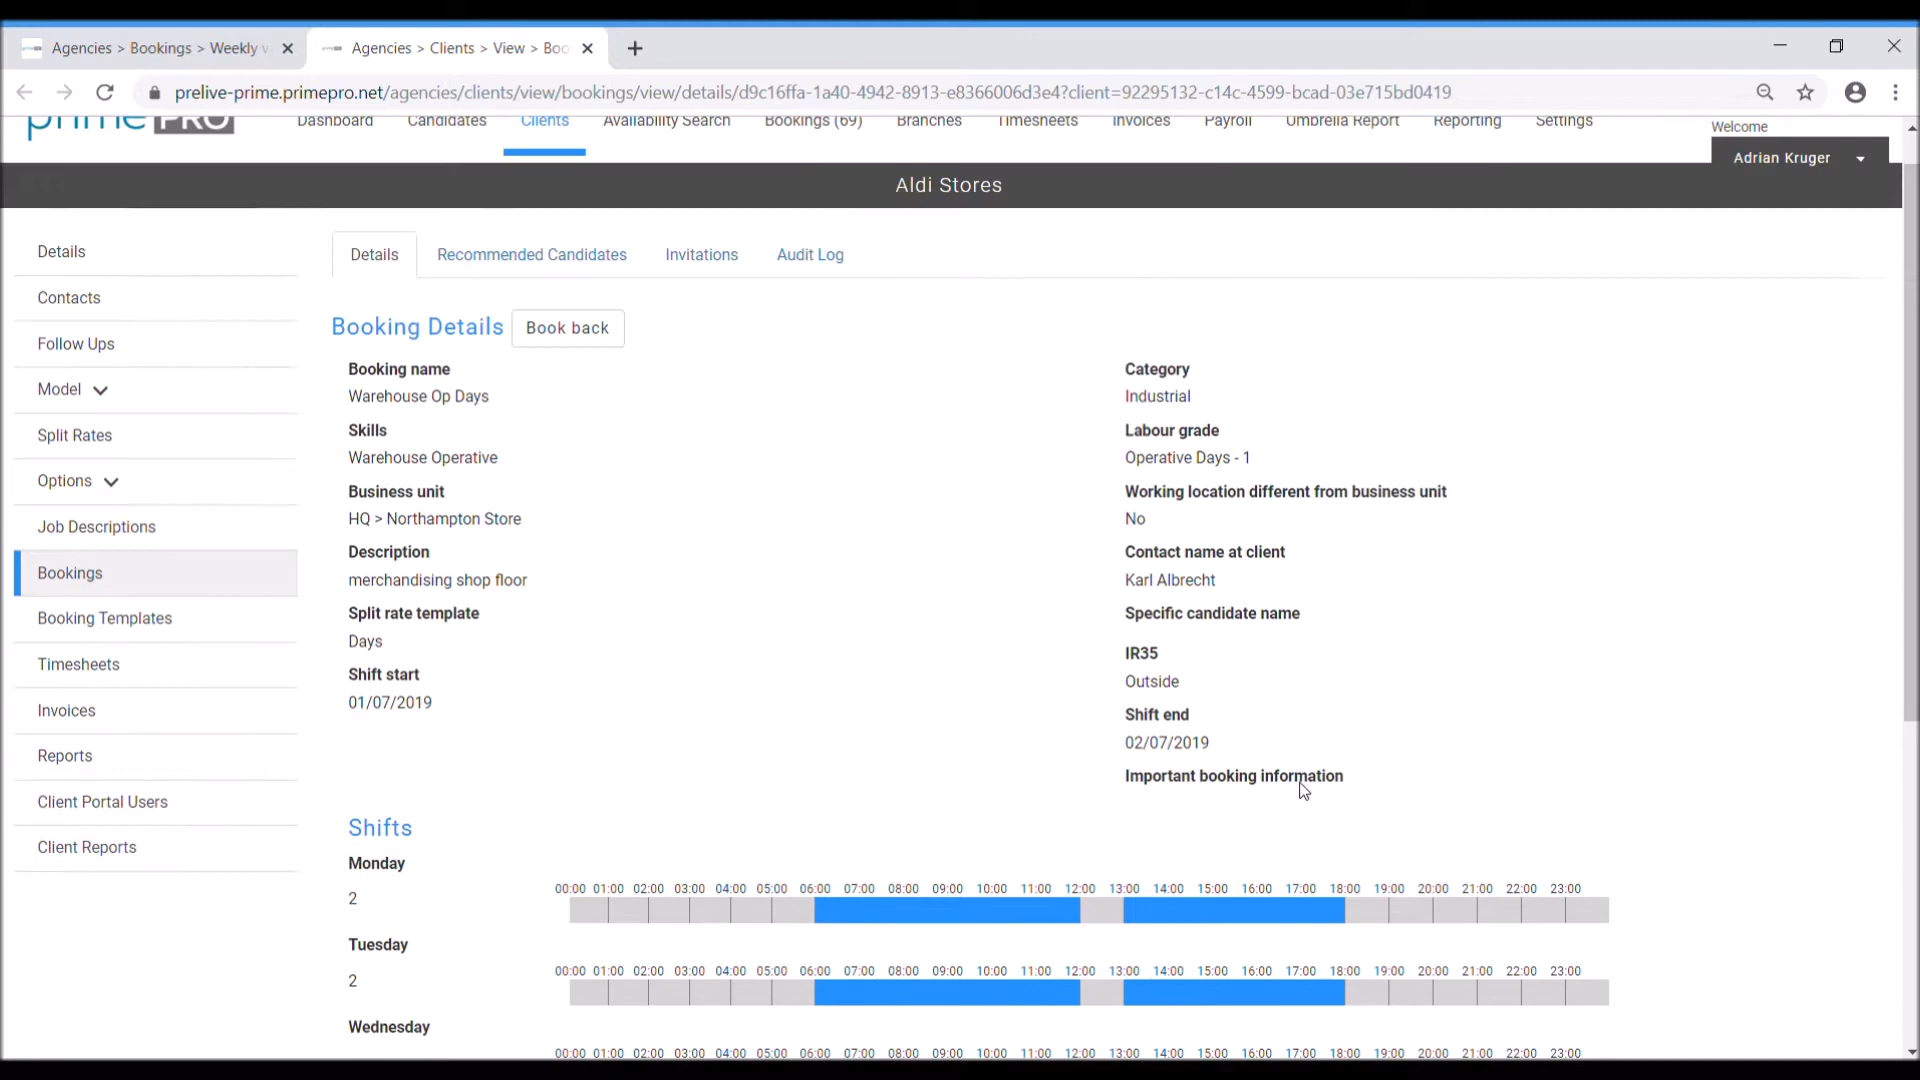 Agencies > Bookings > Weekly v
Agencies > Clients > View > Boo
prelive-prime.primepro.net/agencies/clients/view/bookings/view/details/d9c16ffa-1a40-4942-8913-e8366006d3e4?client=92295132-c14c-4599-bcad-03e715bd0419
prime PRO
Dashboard Candidates Clients Availability Search Bookings (69) Branches Timesheets Invoices Payroll Umbrella Report Reporting Settings
Welcome
Adrian Kruger
Aldi Stores
Details
Contacts
Follow Ups
Model
Split Rates
Options
Job Descriptions
Bookings
Booking Templates
Timesheets
Invoices
Reports
Client Portal Users
Client Reports
Details Recommended Candidates Invitations Audit Log
Booking Details Book back
Booking name
Warehouse Op Days
Skills
Warehouse Operative
Business unit
HQ > Northampton Store
Description
merchandising shop floor
Split rate template
Days
Shift start
01/07/2019
Category
Industrial
Labour grade
Operative Days - 1
Working location different from business unit
No
Contact name at client
Karl Albrecht
Specific candidate name
IR35
Outside
Shift end
02/07/2019
Important booking information
Shifts
Monday
00:00 01:00 02:00 03:00 04:00 05:00 06:00 07:00 08:00 09:00 10:00 11:00 12:00 13:00 14:00 15:00 16:00 17:00 18:00 19:00 20:00 21:00 22:00 23:00
2
Tuesday
00:00 01:00 02:00 03:00 04:00 05:00 06:00 07:00 08:00 09:00 10:00 11:00 12:00 13:00 14:00 15:00 16:00 17:00 18:00 19:00 20:00 21:00 22:00 23:00
2
Wednesday
00:00 01:00 02:00 03:00 04:00 05:00 06:00 07:00 08:00 09:00 10:00 11:00 12:00 13:00 14:00 15:00 16:00 17:00 18:00 19:00 20:00 21:00 22:00 23:00